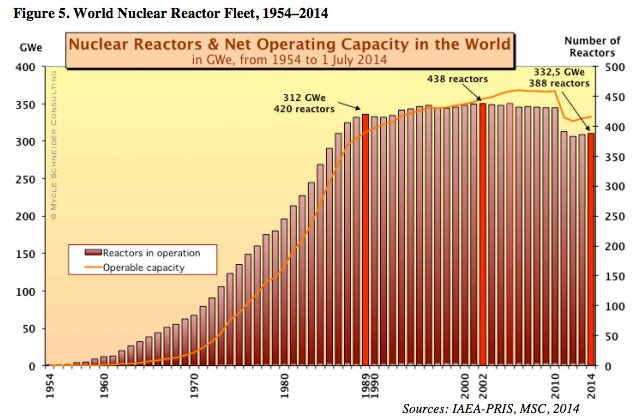 Figure 5. World Nuclear Reactor Fleet, 1954–2014
Nuclear Reactors & Net Operating Capacity in the World
in GWe, from 1954 to 1 July 2014
GWe
Number of
Reactors
400
350
300
250
200
150
100
50
0
500
450
400
350
300
250
200
150
100
50
0
© MYCLE SCHNEIDER CONSULTING
312 GWe
420 reactors
438 reactors
332,5 GWe
388 reactors
Reactors in operation
Operable capacity
1954
1960
1970
1980
1989
1990
2000
2002
2010
2014
Sources: IAEA-PRIS, MSC, 2014